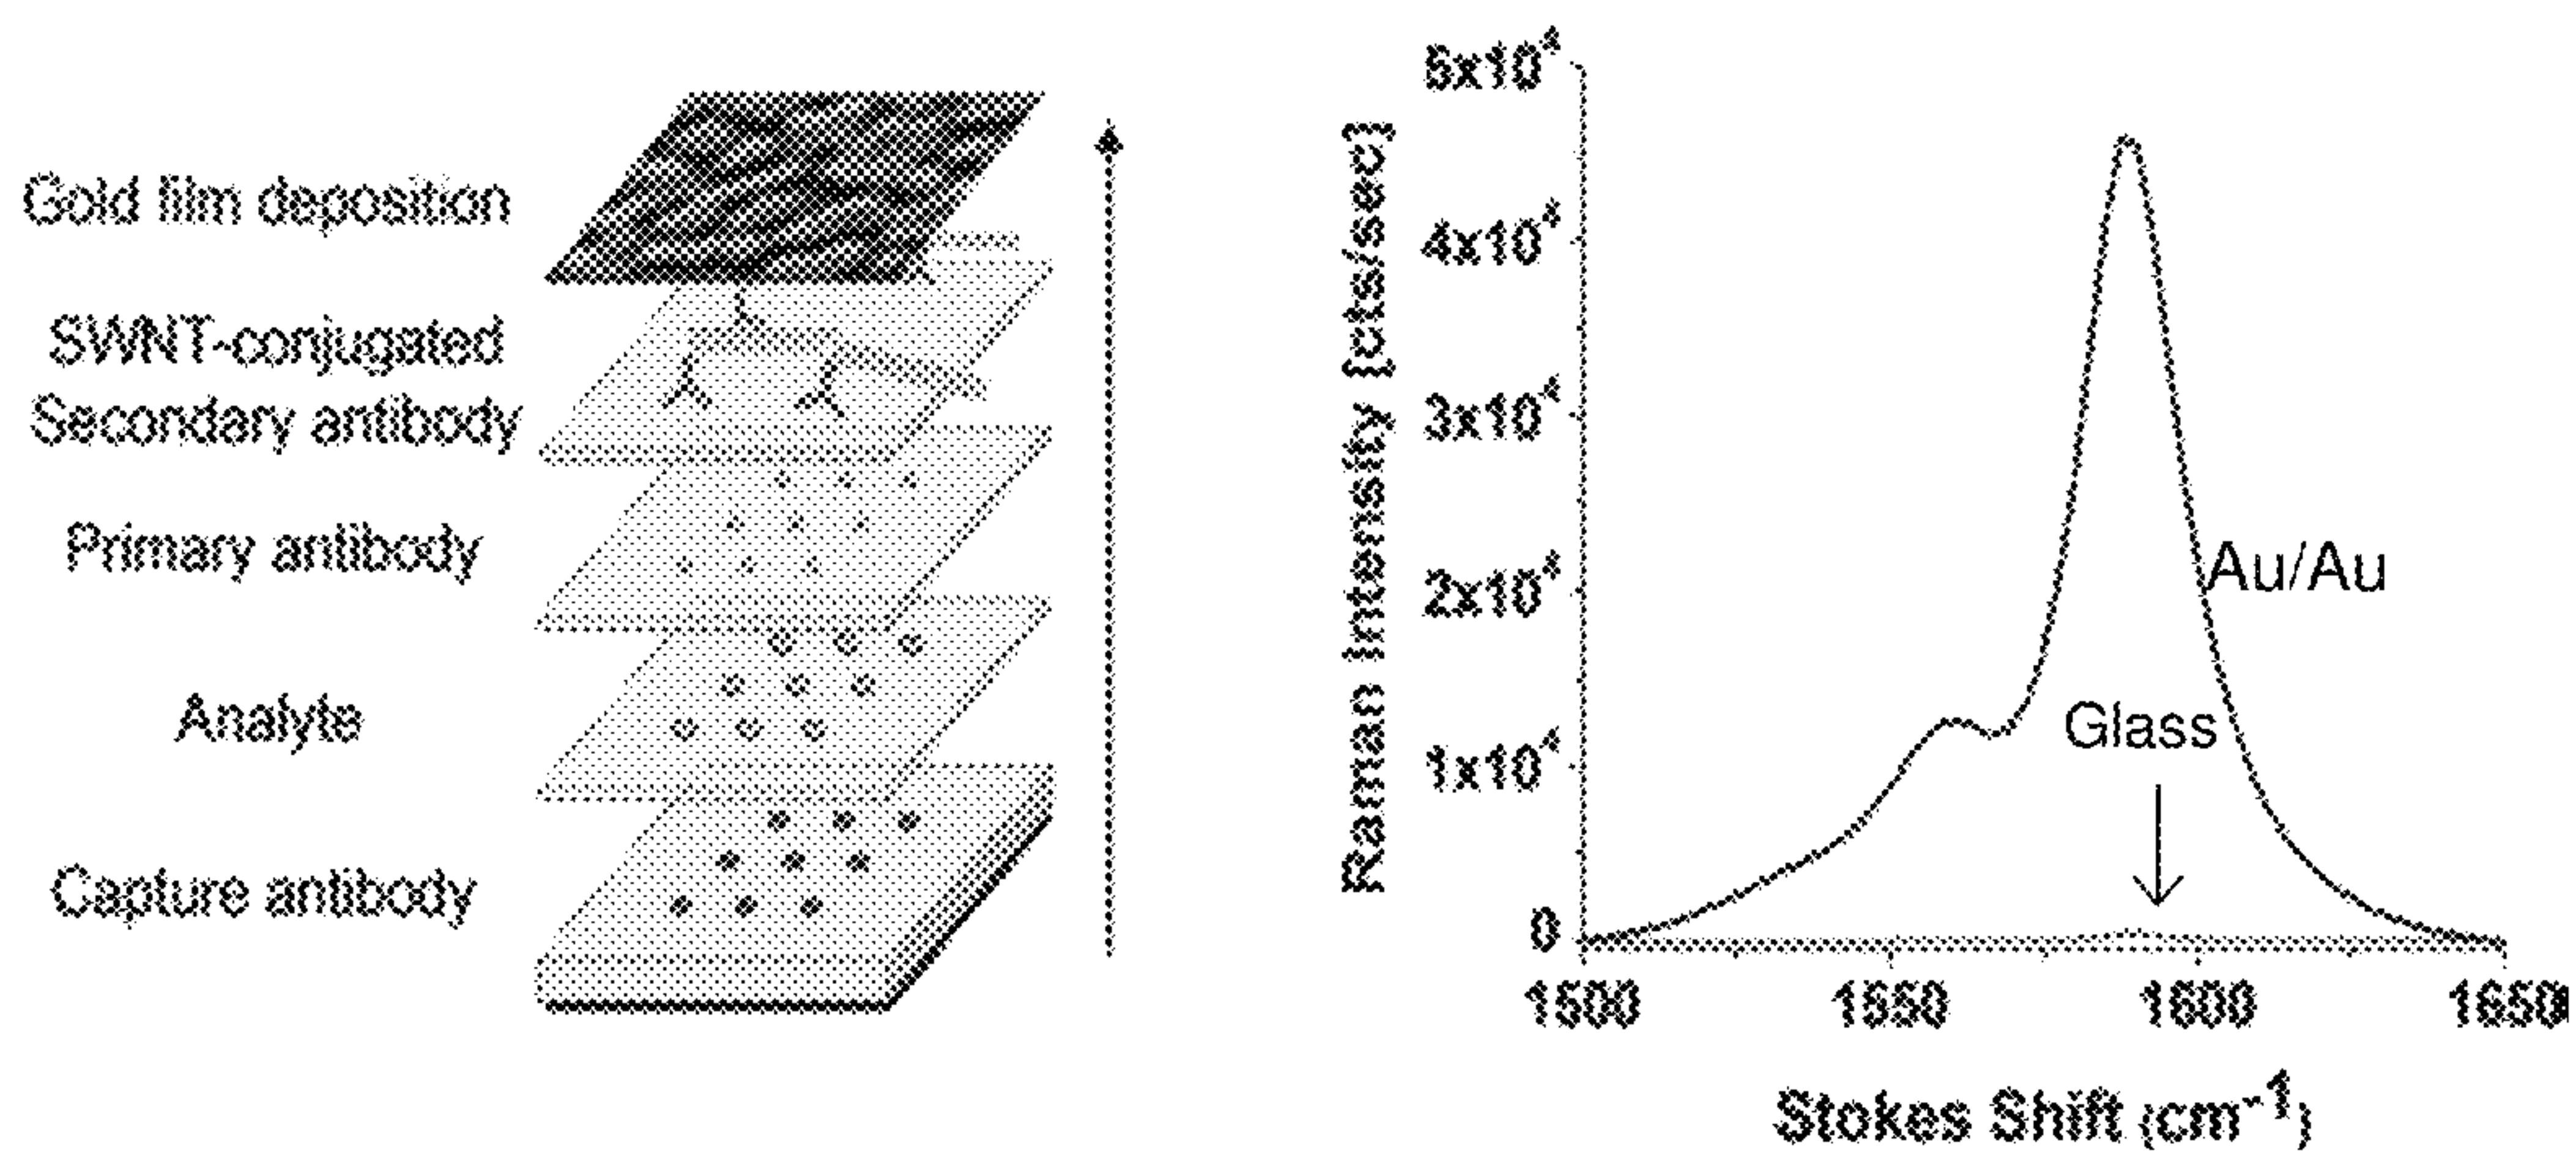 Gold film deposition
SWNT-conjugated
Secondary antibody
Primary antibody
Analyte
Capture antibody
Raman Intensity [cts/sec]
5x10⁴
4x10⁴
3x10⁴
2x10⁴
1x10⁴
0
1500
1550
1600
1650
Au/Au
Glass
Stokes Shift (cm⁻¹)